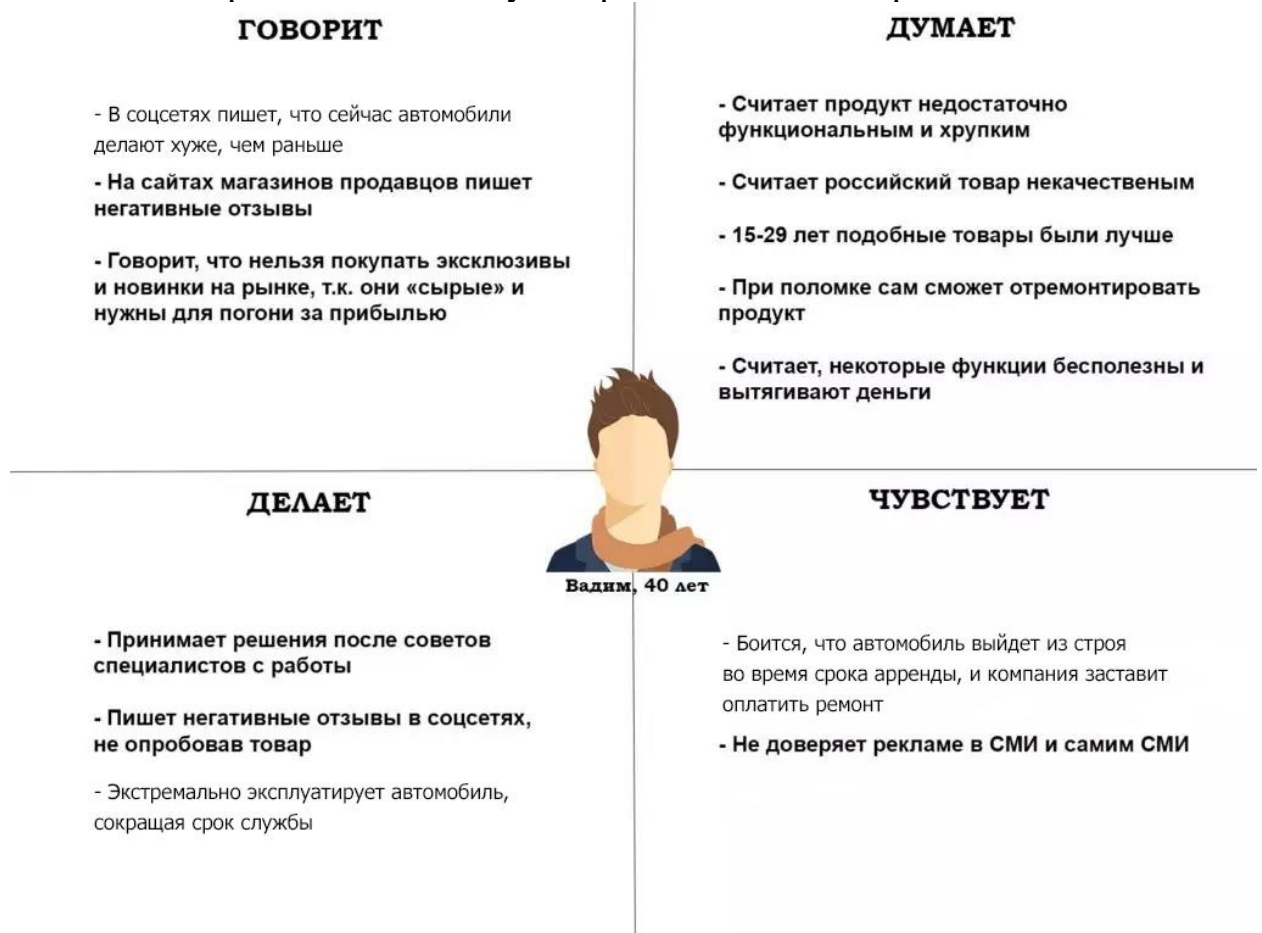 ГОВОРИТ
- В соцсетях пишет, что сейчас автомобили
делают хуже, чем раньше
- На сайтах магазинов продавцов пишет
негативные отзывы
- Говорит, что нельзя покупать эксклюзивы
и новинки на рынке, т.к. они «сырые» и
нужны для погони за прибылью
ДУМАЕТ
- Считает продукт недостаточно
функциональным и хрупким
- Считает российский товар некачественым
- 15-29 лет подобные товары были лучше
- При поломке сам сможет отремонтировать
продукт
- Считает, некоторые функции бесполезны и
вытягивают деньги
Вадим, 40 лет
ДЕЛАЕТ
- Принимает решения после советов
специалистов с работы
- Пишет негативные отзывы в соцсетях,
не опробовав товар
- Экстремально эксплуатирует автомобиль,
сокращая срок службы
ЧУВСТВУЕТ
- Боится, что автомобиль выйдет из строя
во время срока арренды, и компания заставит
оплатить ремонт
- Не доверяет рекламе в СМИ и самим СМИ